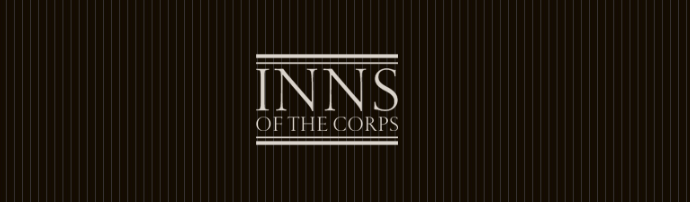 INNS
OF THE CORPS